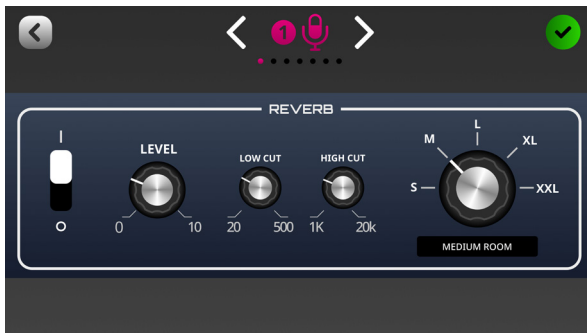 1
REVERB
I
LEVEL
0 10
O
LOW CUT
20 500
HIGH CUT
1K 20k
S M L XL XXL
MEDIUM ROOM